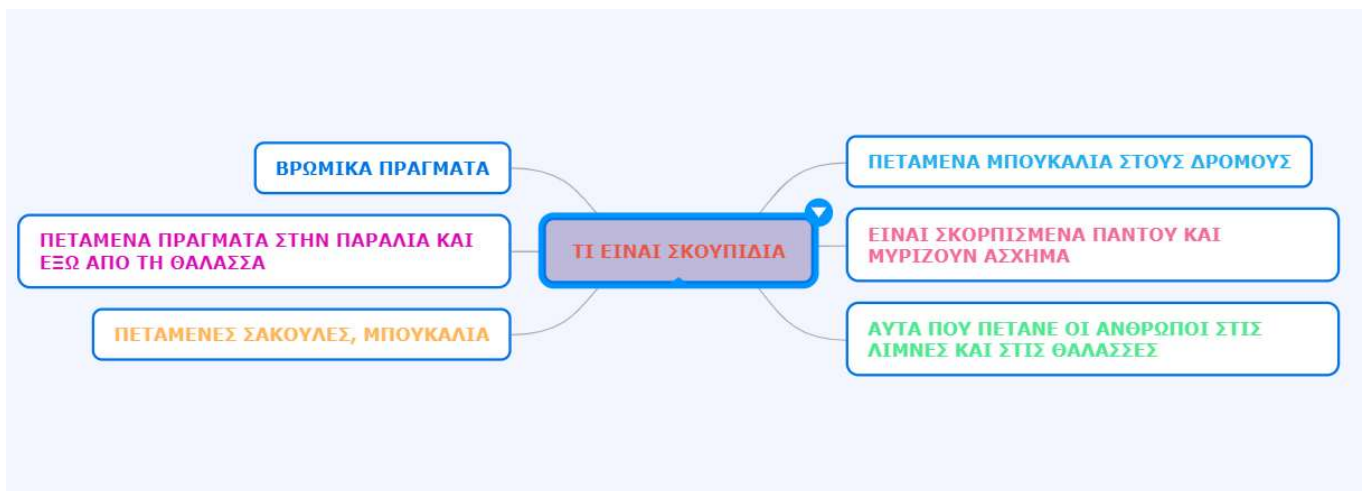 ΒΡΩΜΙΚΑ ΠΡΑΓΜΑΤΑ
ΠΕΤΑΜΕΝΑ ΠΡΑΓΜΑΤΑ ΣΤΗΝ ΠΑΡΑΛΙΑ ΚΑΙ
ΕΞΩ ΑΠΟ ΤΗ ΘΑΛΑΣΣΑ
ΠΕΤΑΜΕΝΕΣ ΣΑΚΟΥΛΕΣ, ΜΠΟΥΚΑΛΙΑ
ΤΙ ΕΙΝΑΙ ΣΚΟΥΠΙΔΙΑ
ΠΕΤΑΜΕΝΑ ΜΠΟΥΚΑΛΙΑ ΣΤΟΥΣ ΔΡΟΜΟΥΣ
ΕΙΝΑΙ ΣΚΟΡΠΙΣΜΕΝΑ ΠΑΝΤΟΥ ΚΑΙ
ΜΥΡΙΖΟΥΝ ΑΣΧΗΜΑ
ΑΥΤΑ ΠΟΥ ΠΕΤΑΝΕ ΟΙ ΑΝΘΡΩΠΟΙ ΣΤΙΣ
ΛΙΜΝΕΣ ΚΑΙ ΣΤΙΣ ΘΑΛΑΣΣΕΣ